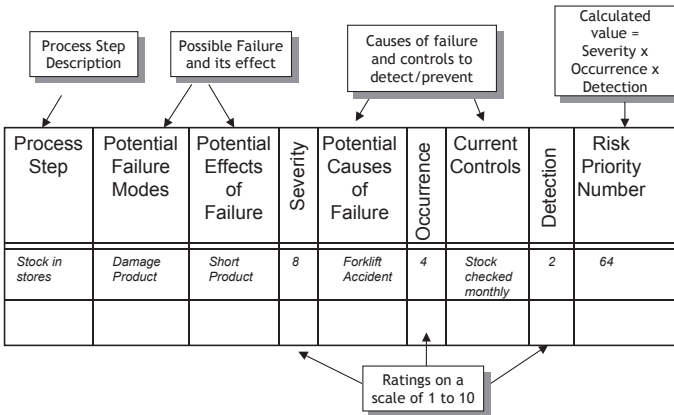 Process Step
Description
Possible Failure
and its effect
Causes of failure
and controls to
detect/prevent
Calculated
value =
Severity x
Occurrence x
Detection
Process
Step
Potential
Failure
Modes
Potential
Effects
of
Failure
Severity
Potential
Causes
of
Failure
Occurrence
Current
Controls
Detection
Risk
Priority
Number
Stock in
stores
Damage
Product
Short
Product
8
Forklift
Accident
4
Stock
checked
monthly
2
64
Ratings on a
scale of 1 to 10